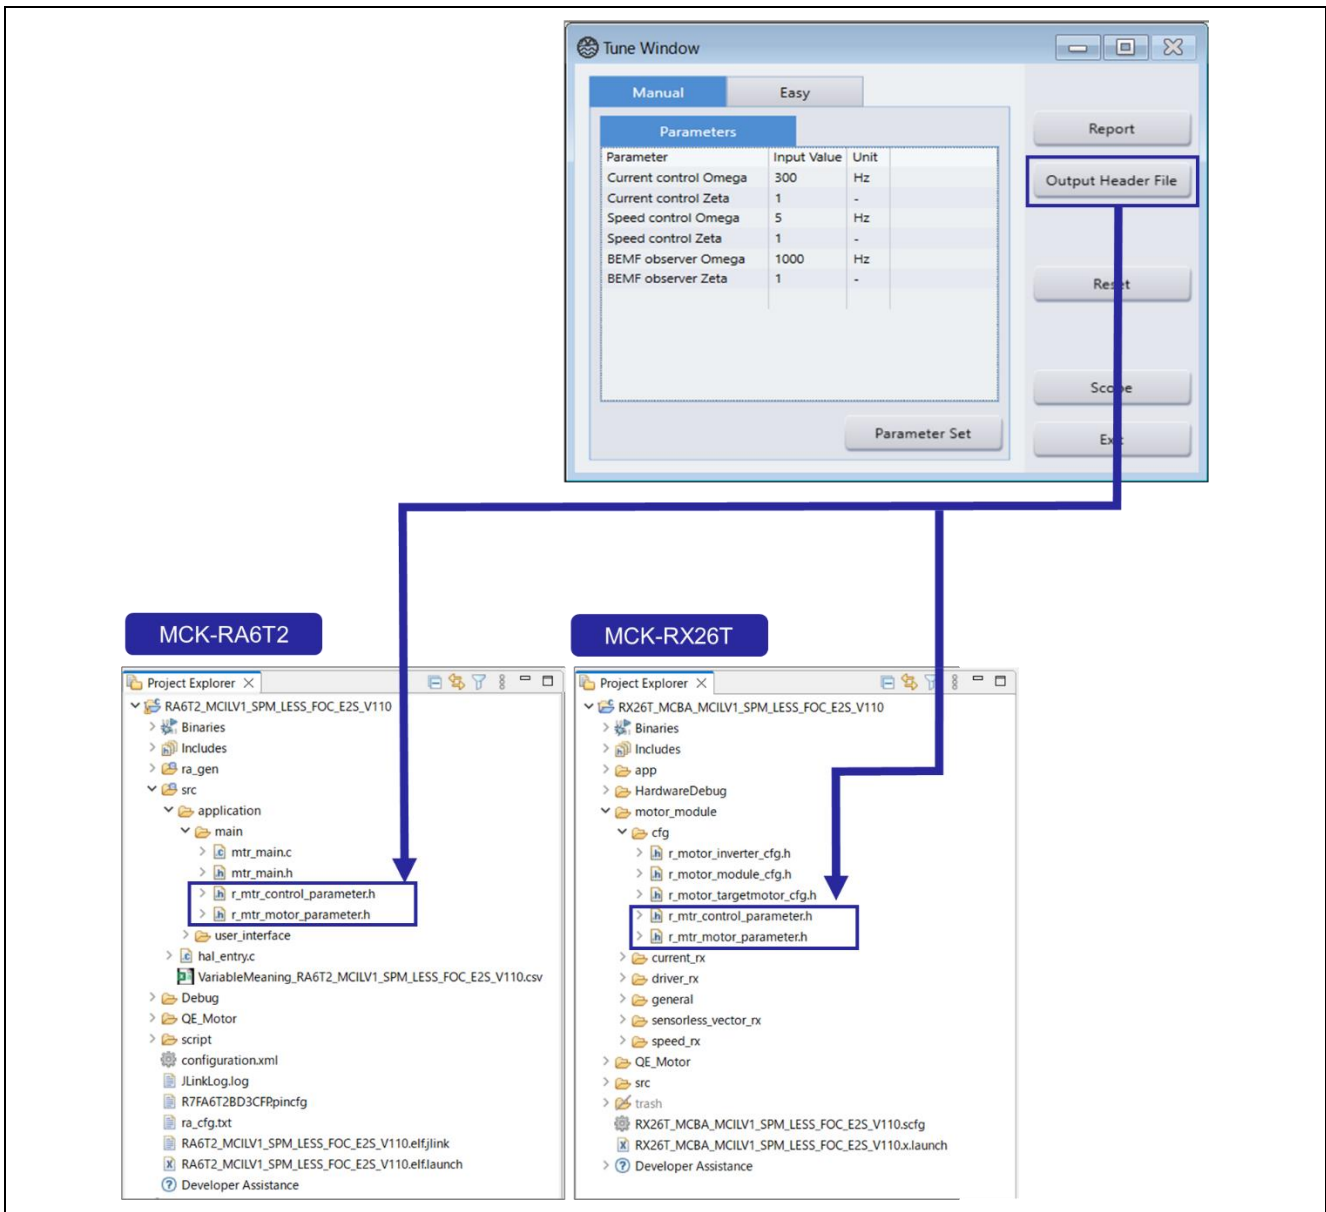 Tune Window
Manual
Easy
Parameters
Parameter Input Value Unit
Current control Omega 300 Hz
Current control Zeta 1 -
Speed control Omega 5 Hz
Speed control Zeta 1 -
BEMF observer Omega 1000 Hz
BEMF observer Zeta 1 -
Parameter Set
Report
Output Header File
Reset
Scope
Exit
MCK-RA6T2
Project Explorer
RA6T2_MCILV1_SPM_LESS_FOC_E2S_V110
Binaries
Includes
ra_gen
src
application
main
mtr_main.c
mtr_main.h
r_mtr_control_parameter.h
r_mtr_motor_parameter.h
user_interface
hal_entry.c
VariableMeaning_RA6T2_MCILV1_SPM_LESS_FOC_E2S_V110.csv
Debug
QE_Motor
script
configuration.xml
JLinkLog.log
R7FA6T2BD3CFP.pincfg
ra_cfg.txt
RA6T2_MCILV1_SPM_LESS_FOC_E2S_V110.elf.jlink
RA6T2_MCILV1_SPM_LESS_FOC_E2S_V110.elf.launch
Developer Assistance
MCK-RX26T
Project Explorer
RX26T_MCBA_MCILV1_SPM_LESS_FOC_E2S_V110
Binaries
Includes
app
HardwareDebug
motor_module
cfg
r_motor_inverter_cfg.h
r_motor_module_cfg.h
r_motor_targetmotor_cfg.h
r_mtr_control_parameter.h
r_mtr_motor_parameter.h
current_rx
driver_rx
general
sensorless_vector_rx
speed_rx
QE_Motor
src
trash
RX26T_MCBA_MCILV1_SPM_LESS_FOC_E2S_V110.scfg
RX26T_MCBA_MCILV1_SPM_LESS_FOC_E2S_V110.x.launch
Developer Assistance